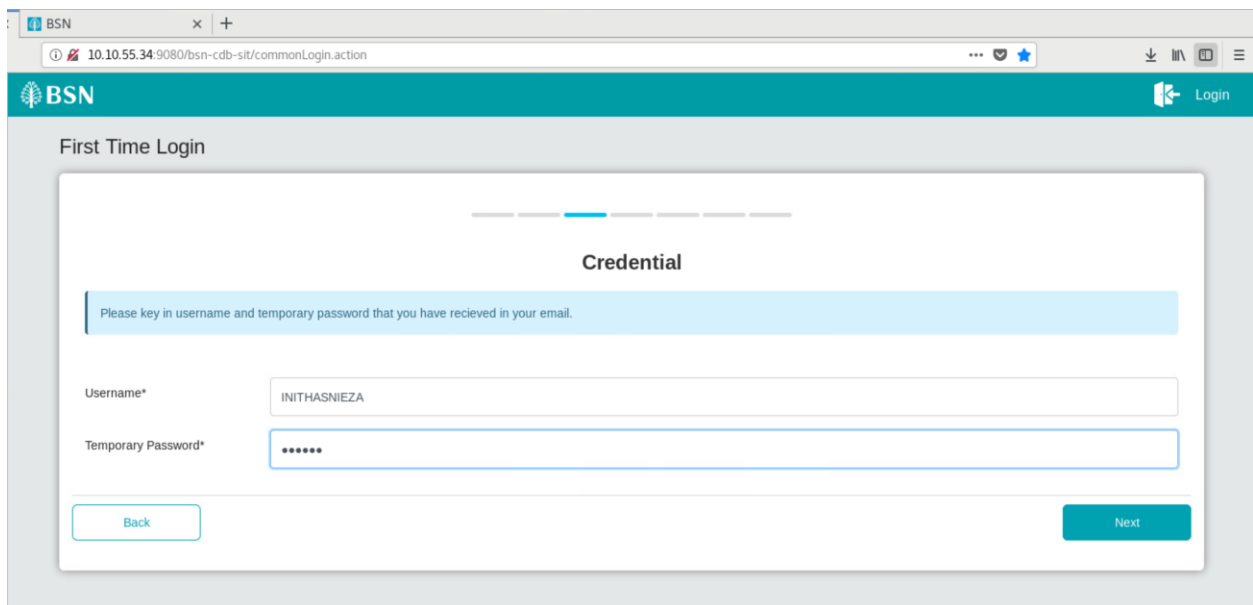 BSN × +
10.10.55.34:9080/bsn-cdb-sit/commonLogin.action
BSN Login
First Time Login
Credential
Please key in username and temporary password that you have recieved in your email.
Username* INITHASNIEZA
Temporary Password* ••••••
Back Next